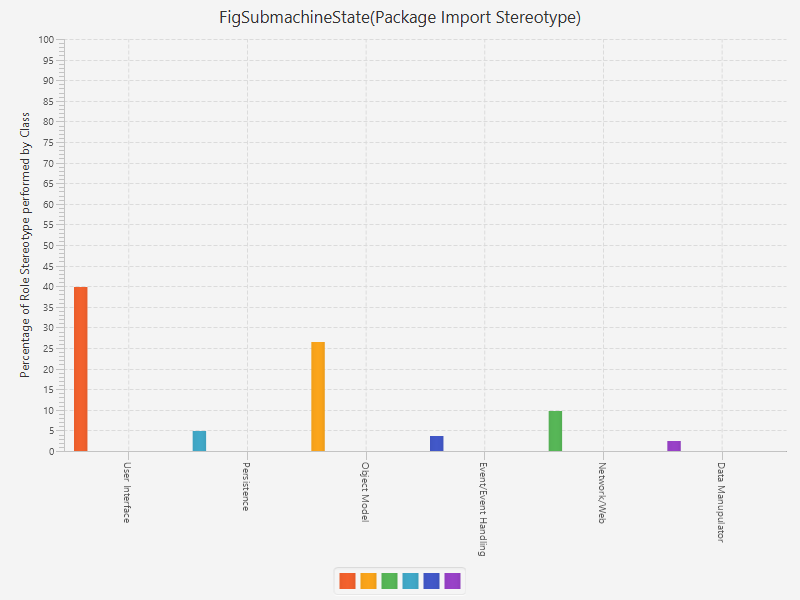 FigSubmachineState(Package Import Stereotype)
Percentage of Role Stereotype performed by Class
100
95
90
85
80
75
70
65
60
55
50
45
40
35
30
25
20
15
10
5
0
User Interface
Persistence
Object Model
Event/Event Handling
Network/Web
Data Manupulator